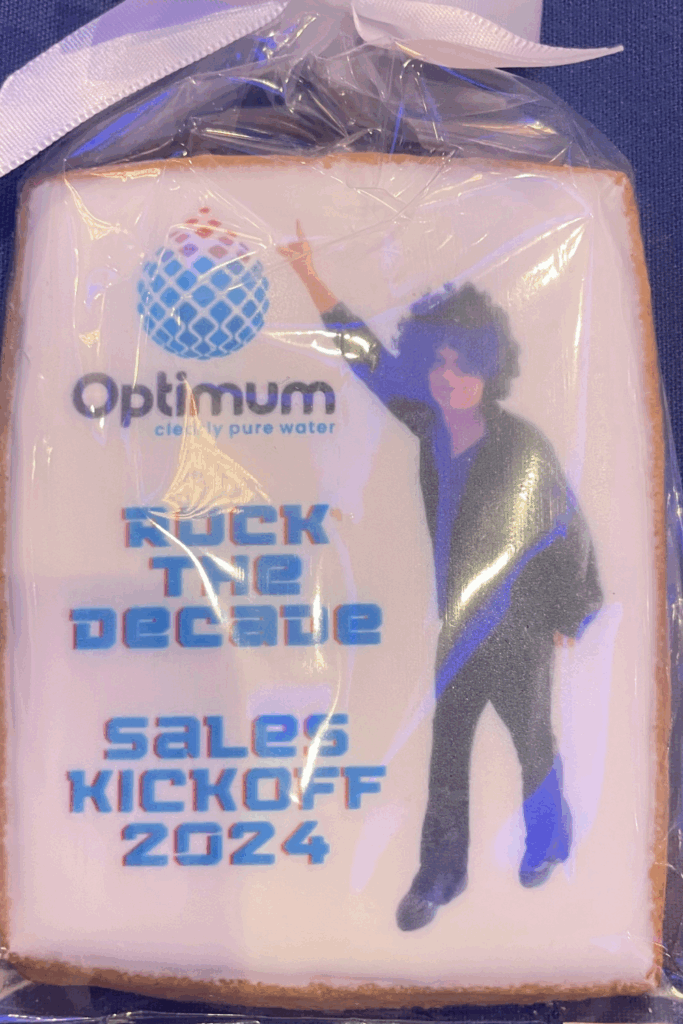 Optimum
clearly pure water
ROCK
THE
DECADE
SALES
KICKOFF
2024